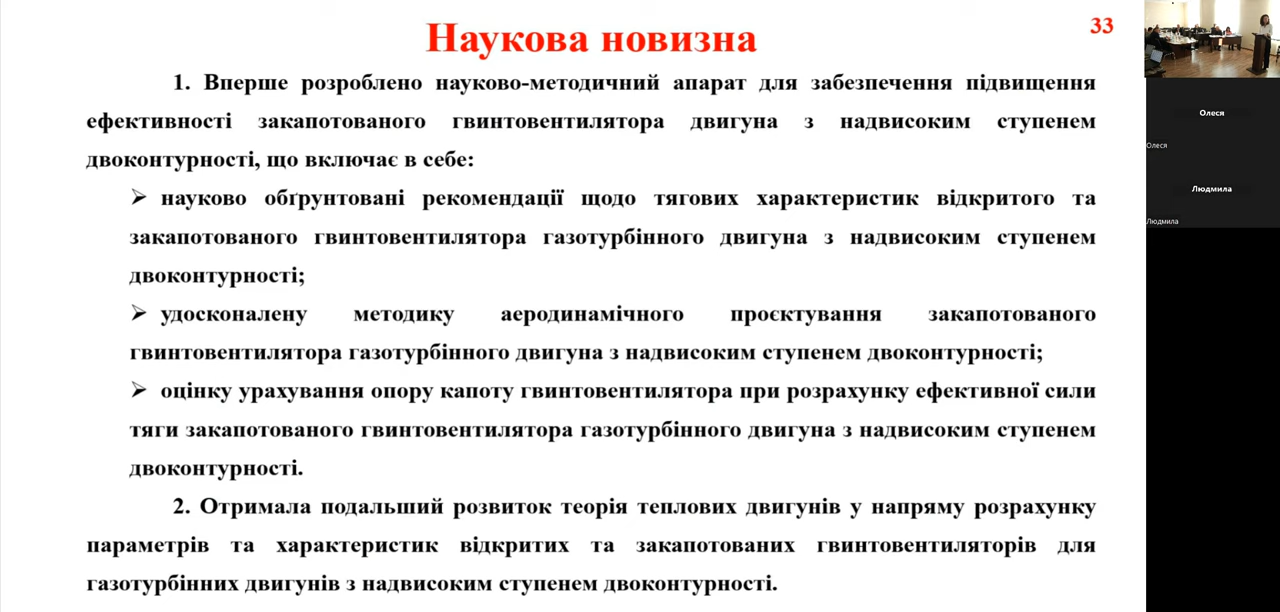 Наукова новизна
33
1. Вперше розроблено науково-методичний апарат для забезпечення підвищення
ефективності закапотованого гвинтовентилятора двигуна з надвисоким ступенем
двоконтурності, що включає в себе:
➢ науково обґрунтовані рекомендації щодо тягових характеристик відкритого та
закапотованого гвинтовентилятора газотурбінного двигуна з надвисоким ступенем
двоконтурності;
➢ удосконалену методику аеродинамічного проєктування закапотованого
гвинтовентилятора газотурбінного двигуна з надвисоким ступенем двоконтурності;
➢ оцінку урахування опору капоту гвинтовентилятора при розрахунку ефективної сили
тяги закапотованого гвинтовентилятора газотурбінного двигуна з надвисоким ступенем
двоконтурності.
2. Отримала подальший розвиток теорія теплових двигунів у напряму розрахунку
параметрів та характеристик відкритих та закапотованих гвинтовентиляторів для
газотурбінних двигунів з надвисоким ступенем двоконтурності.
Олеся
Олеся
Людмила
Людмила